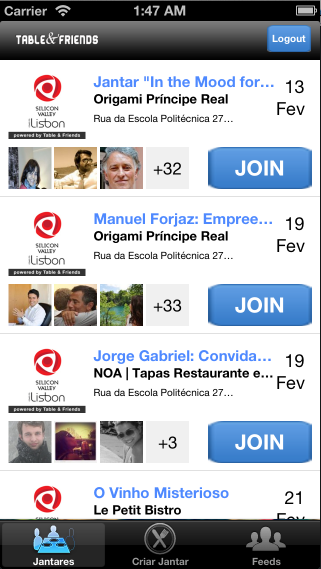 Carrier 1:47 AM
TABLE&FRIENDS
Logout
SILICON
VALLEY
iLisbon
powered by Table & Friends
Jantar "In the Mood for…
Origami Príncipe Real
Rua da Escola Politécnica 27…
13
Fev
+32
JOIN
SILICON
VALLEY
iLisbon
powered by Table & Friends
Manuel Forjaz: Empree…
Origami Príncipe Real
Rua da Escola Politécnica 27…
19
Fev
+33
JOIN
SILICON
VALLEY
iLisbon
powered by Table & Friends
Jorge Gabriel: Convida…
NOA | Tapas Restaurante e…
Rua da Escola Politécnica 27…
19
Fev
+3
JOIN
O Vinho Misterioso
Le Petit Bistro
21
Fev
Jantares
Criar Jantar
Feeds